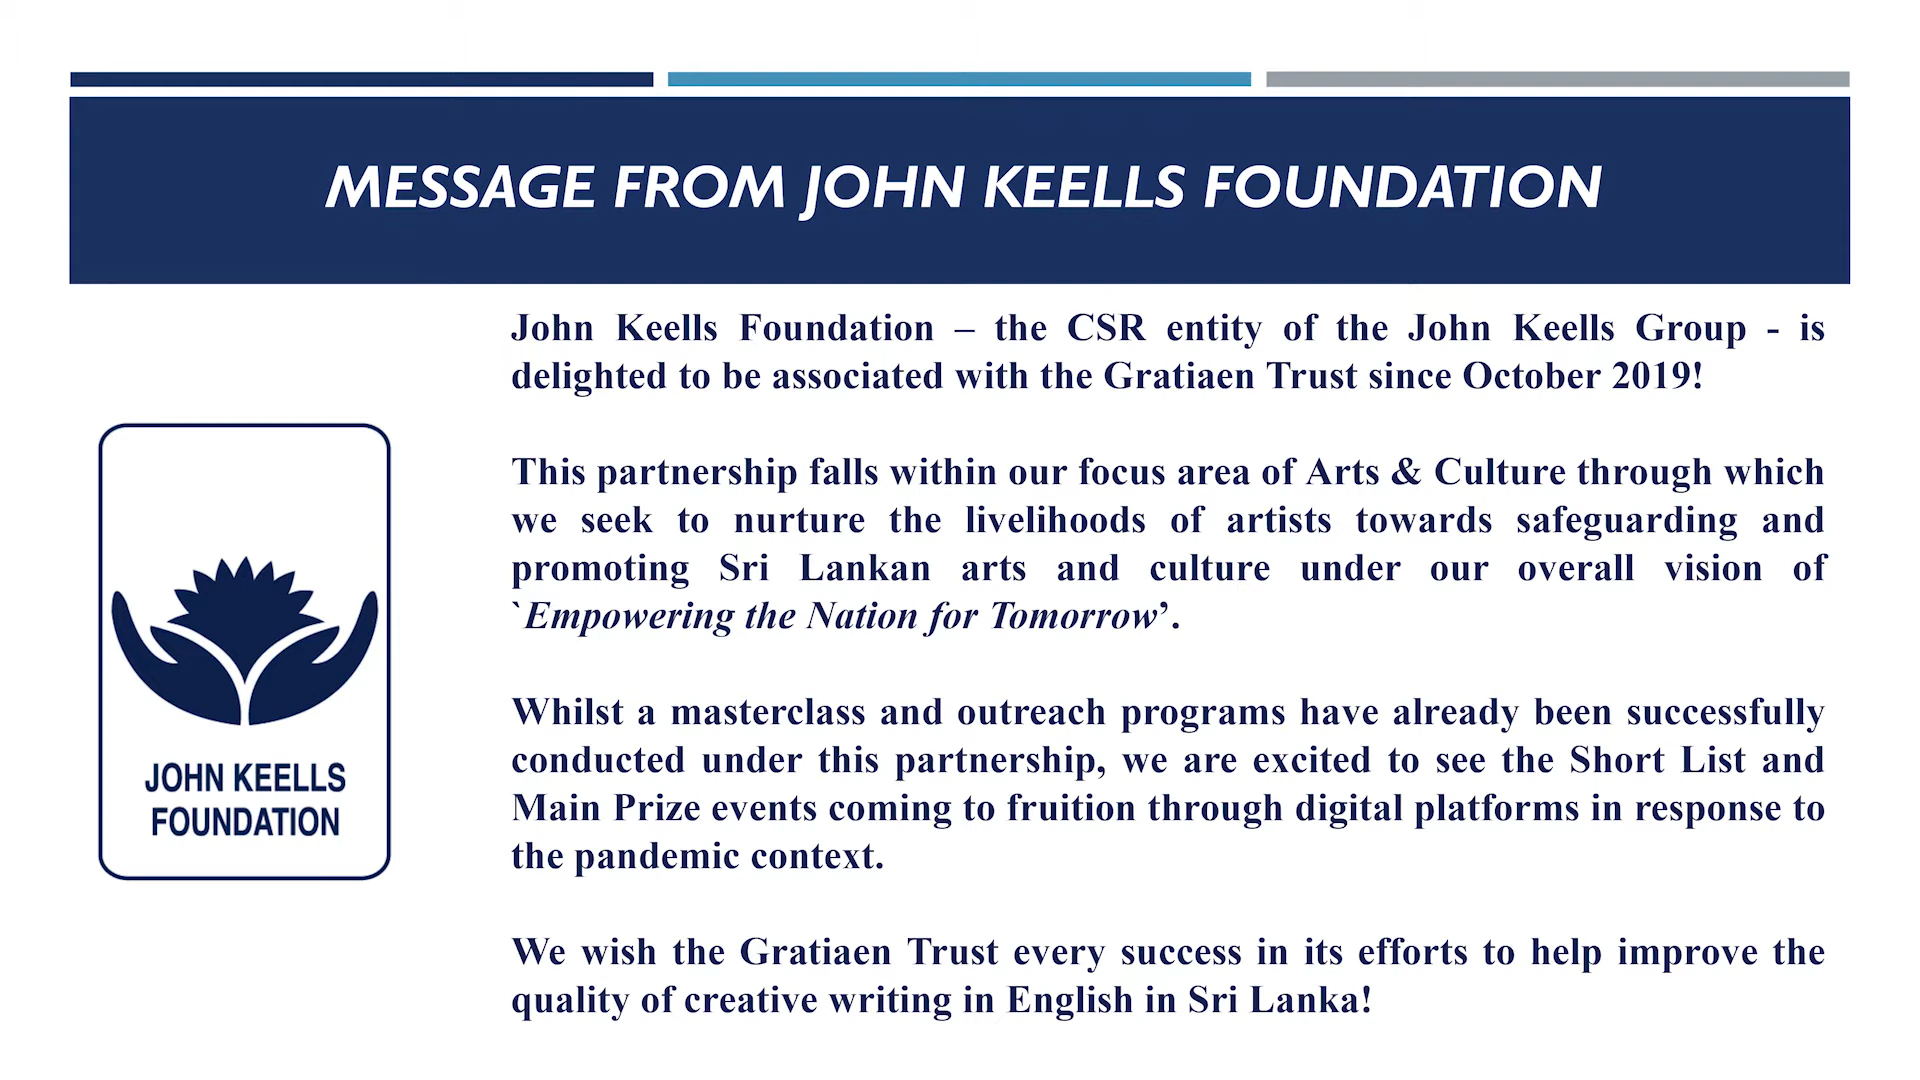 MESSAGE FROM JOHN KEELLS FOUNDATION
John Keells Foundation – the CSR entity of the John Keells Group - is
delighted to be associated with the Gratiaen Trust since October 2019!
This partnership falls within our focus area of Arts & Culture through which
we seek to nurture the livelihoods of artists towards safeguarding and
promoting Sri Lankan arts and culture under our overall vision of
`Empowering the Nation for Tomorrow’.
Whilst a masterclass and outreach programs have already been successfully
conducted under this partnership, we are excited to see the Short List and
Main Prize events coming to fruition through digital platforms in response to
the pandemic context.
We wish the Gratiaen Trust every success in its efforts to help improve the
quality of creative writing in English in Sri Lanka!
JOHN KEELLS
FOUNDATION